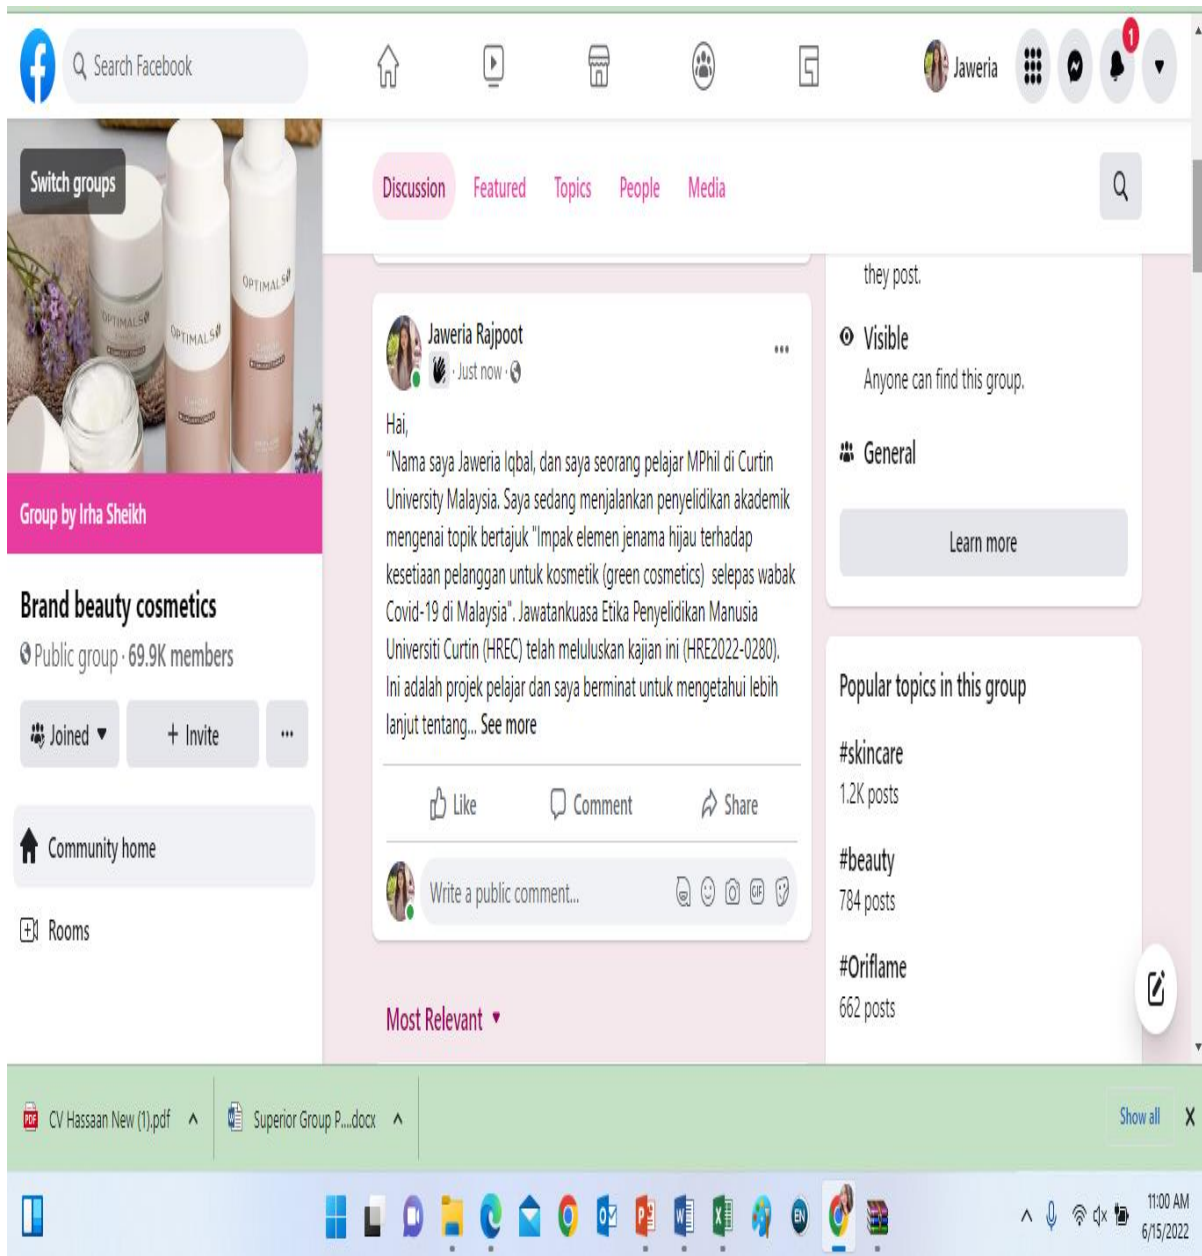 Search Facebook
Jaweria
1
Switch groups
OPTIMALS
OPTIMALS
OPTIMALS
Group by Irha Sheikh
Brand beauty cosmetics
Public group · 69.9K members
Joined
+ Invite
Community home
Rooms
Discussion Featured Topics People Media
Jaweria Rajpoot
· Just now ·
Hai,
"Nama saya Jaweria Iqbal, dan saya seorang pelajar MPhil di Curtin
University Malaysia. Saya sedang menjalankan penyelidikan akademik
mengenai topik bertajuk "Impak elemen jenama hijau terhadap
kesetiaan pelanggan untuk kosmetik (green cosmetics) selepas wabak
Covid-19 di Malaysia". Jawatankuasa Etika Penyelidikan Manusia
Universiti Curtin (HREC) telah meluluskan kajian ini (HRE2022-0280).
Ini adalah projek pelajar dan saya berminat untuk mengetahui lebih
lanjut tentang... See more
Like Comment Share
Write a public comment...
GIF
Most Relevant
they post.
Visible
Anyone can find this group.
General
Learn more
Popular topics in this group
#skincare
1.2K posts
#beauty
784 posts
#Oriflame
662 posts
PDF CV Hassaan New (1).pdf
Superior Group P....docx
Show all X
EN
11:00 AM
6/15/2022